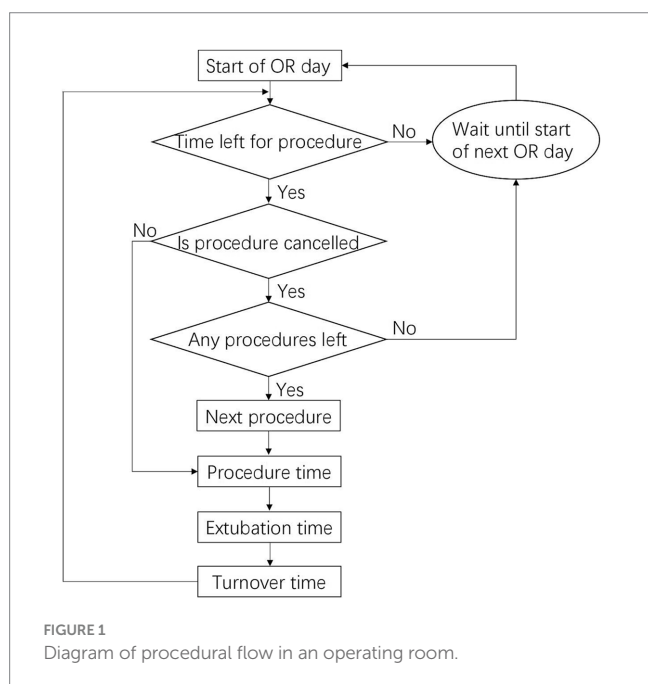 Start of OR day
Time left for procedure
No
Wait until start
of next OR day
Yes
No
Is procedure cancelled
Yes
Any procedures left
No
Yes
Next procedure
Procedure time
Extubation time
Turnover time
FIGURE 1
Diagram of procedural flow in an operating room.